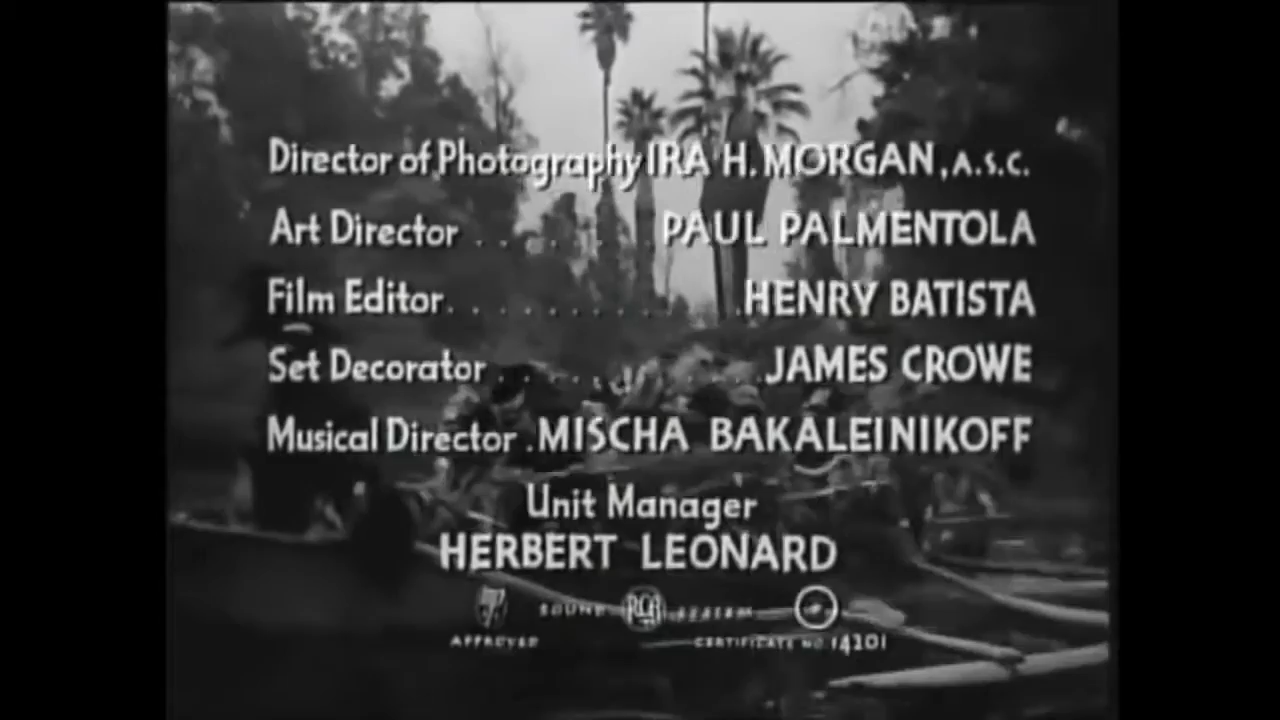 Director of Photography IRA H. MORGAN, A.S.C.
Art Director . . . . . . . PAUL PALMENTOLA
Film Editor. . . . . . . . . . . HENRY BATISTA
Set Decorator . . . . . . . . . . JAMES CROWE
Musical Director . MISCHA BAKALEINIKOFF
Unit Manager
HERBERT LEONARD
SOUND RCA SYSTEM
APPROVED CERTIFICATE NO. 14201